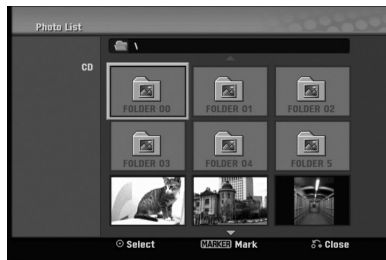 Photo List
\
CD
FOLDER 00 FOLDER 01 FOLDER 02
FOLDER 03 FOLDER 04 FOLDER 5
Select MARKER Mark Close